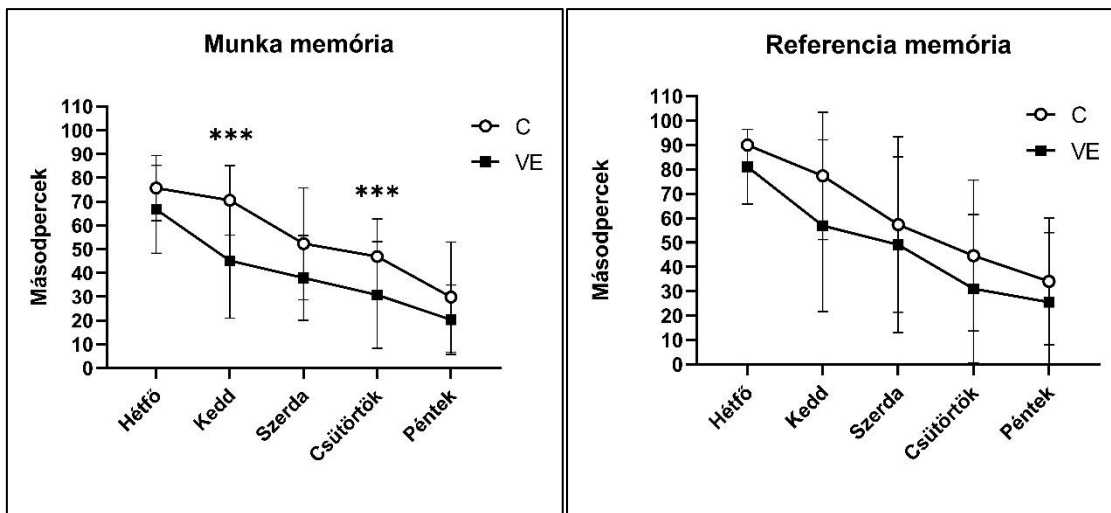 Munka memória
Másodpercek
110
100
90
80
70
60
50
40
30
20
10
0
***
***
C
VE
Hétfő
Kedd
Szerda
Csütörtök
Péntek
Referencia memória
Másodpercek
110
100
90
80
70
60
50
40
30
20
10
0
C
VE
Hétfő
Kedd
Szerda
Csütörtök
Péntek